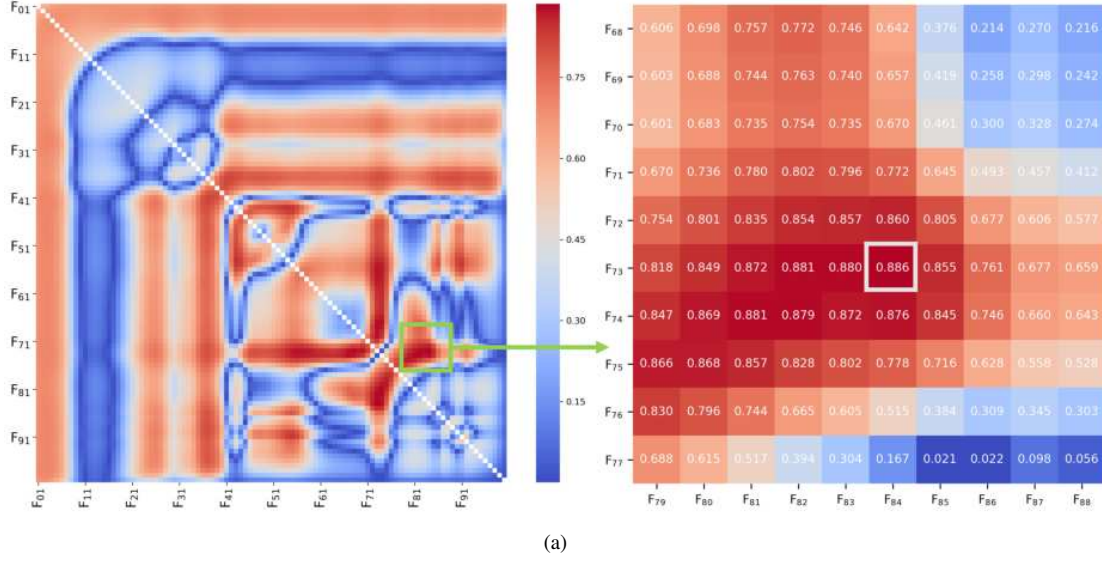 F01
F11
F21
F31
F41
F51
F61
F71
F81
F91
F01 F11 F21 F31 F41 F51 F61 F71 F81 F91
0.75
0.60
0.45
0.30
0.15
F68 0.606 0.698 0.757 0.772 0.746 0.642 0.376 0.214 0.270 0.216
F69 0.603 0.688 0.744 0.763 0.740 0.657 0.419 0.258 0.298 0.242
F70 0.601 0.683 0.735 0.754 0.735 0.670 0.461 0.300 0.328 0.274
F71 0.670 0.736 0.780 0.802 0.796 0.772 0.645 0.493 0.457 0.412
F72 0.754 0.801 0.835 0.854 0.857 0.860 0.805 0.677 0.606 0.577
F73 0.818 0.849 0.872 0.881 0.880 0.886 0.855 0.761 0.677 0.659
F74 0.847 0.869 0.881 0.879 0.872 0.876 0.845 0.746 0.660 0.643
F75 0.866 0.868 0.857 0.828 0.802 0.778 0.716 0.628 0.558 0.528
F76 0.830 0.796 0.744 0.665 0.605 0.515 0.384 0.309 0.345 0.303
F77 0.688 0.615 0.517 0.394 0.304 0.167 0.021 0.022 0.098 0.056
F79 F80 F81 F82 F83 F84 F85 F86 F87 F88
(a)